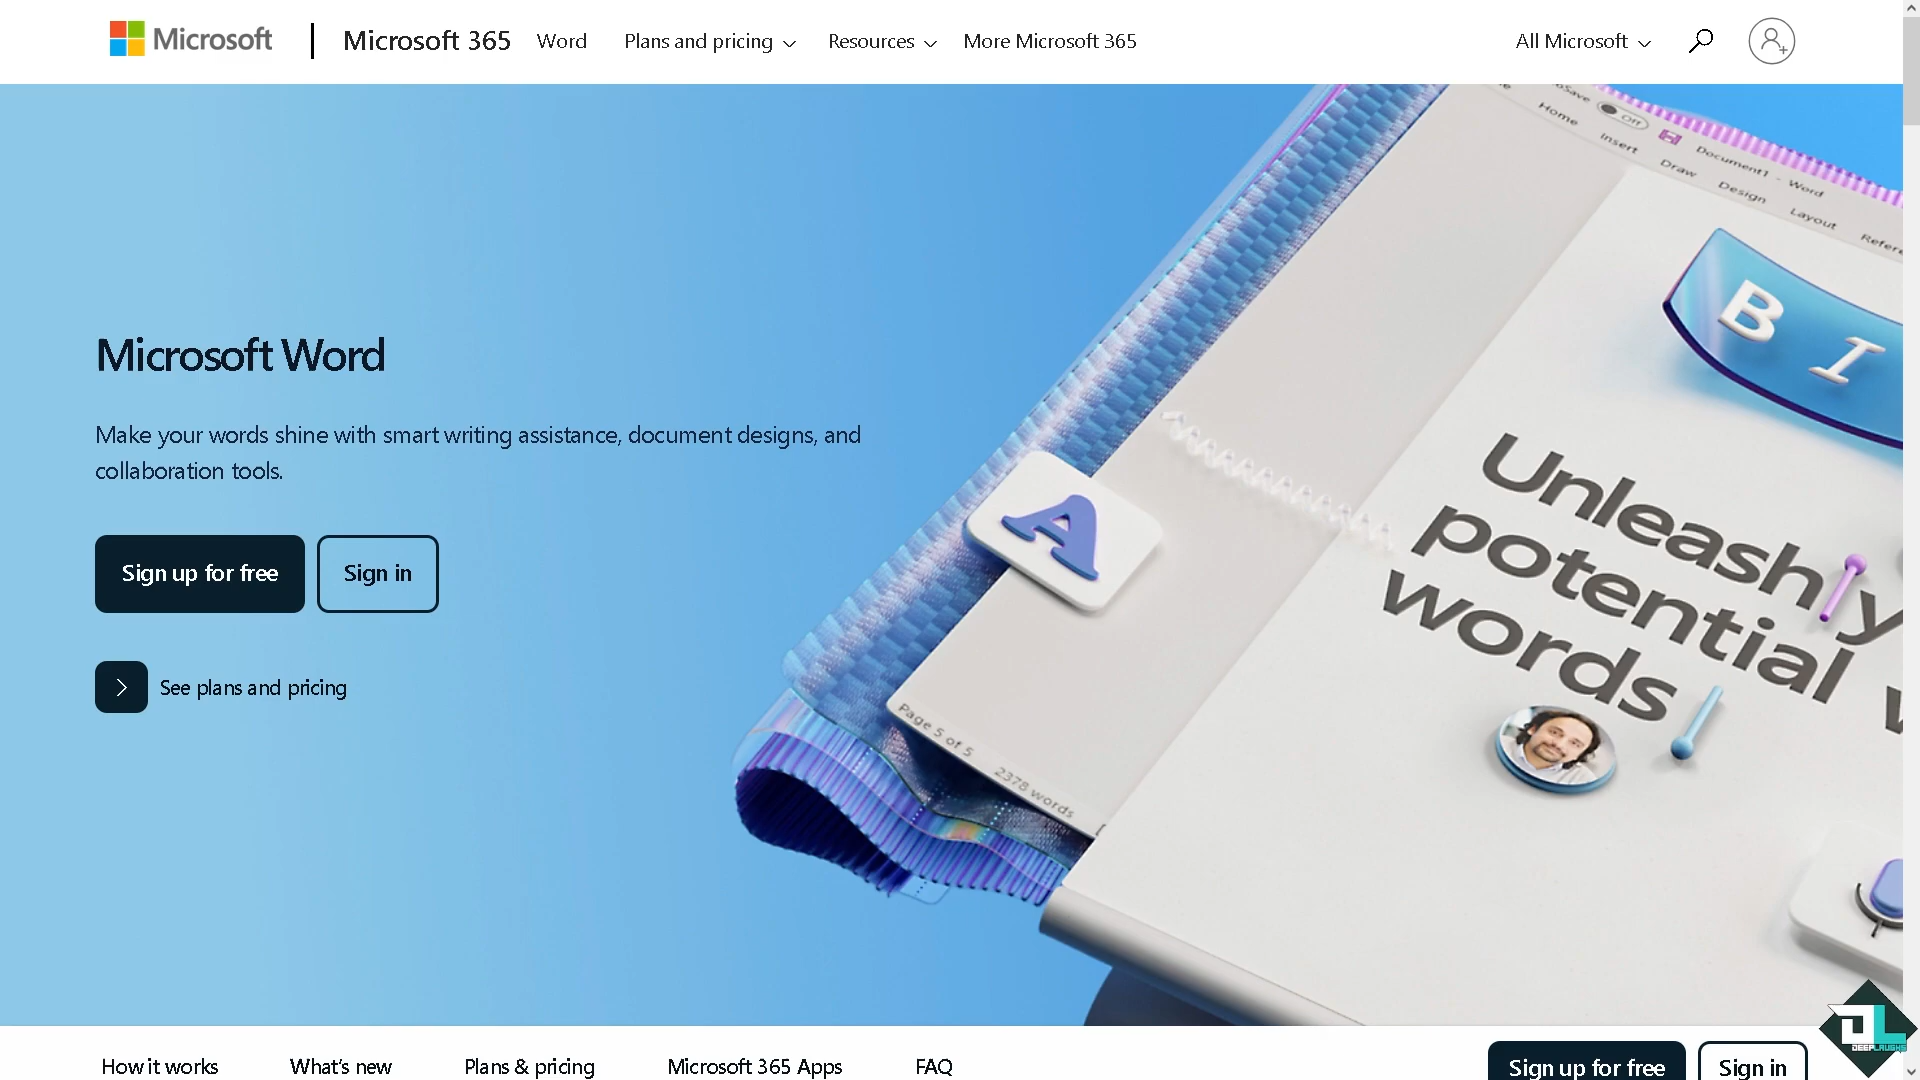 Microsoft
Microsoft 365
Word
Plans and pricing
Resources
More Microsoft 365
All Microsoft
Off
Home
Insert
Draw
Design
Layout
Document1 - Word
B I
Microsoft Word
Make your words shine with smart writing assistance, document designs, and
collaboration tools.
A
Unleash y
potential
words
Sign up for free
Sign in
See plans and pricing
Page 5 of 5
2378 words
How it works
What's new
Plans & pricing
Microsoft 365 Apps
FAQ
Sign up for free
Sign in
DEEPLAUGHS